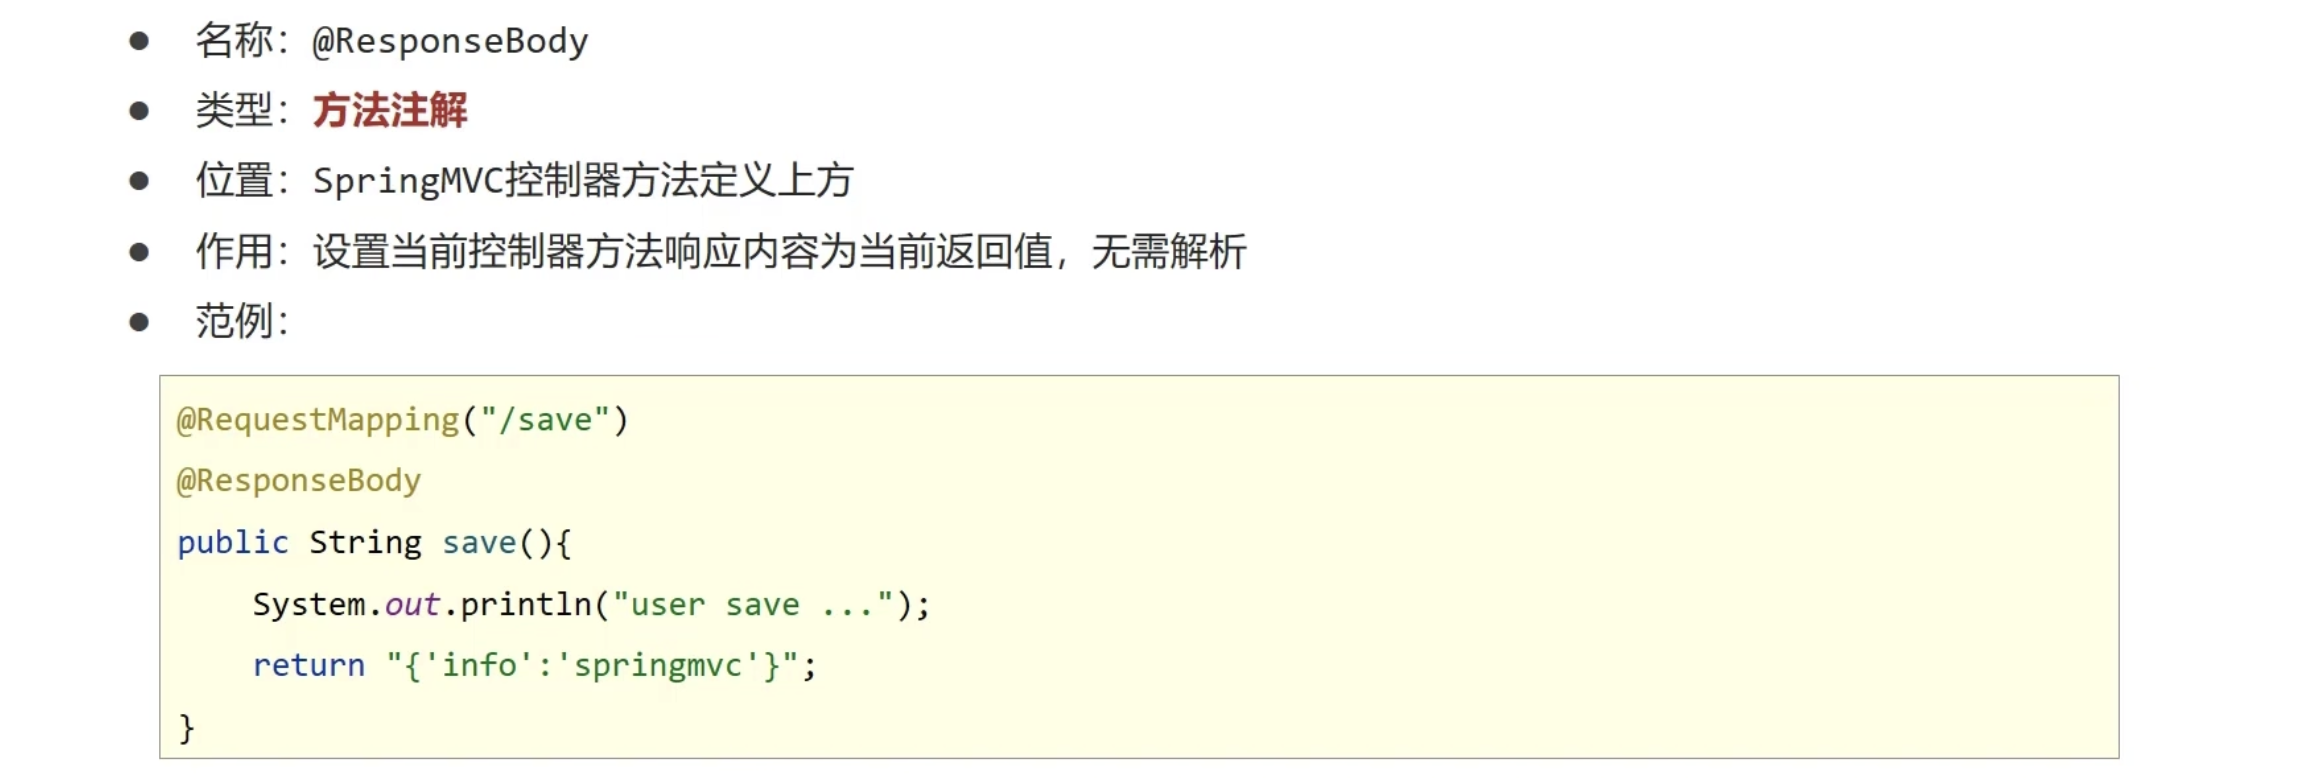 ● 名称：@ResponseBody
● 类型：方法注解
● 位置：SpringMVC控制器方法定义上方
● 作用：设置当前控制器方法响应内容为当前返回值，无需解析
● 范例：
@RequestMapping("/save")
@ResponseBody
public String save(){
    System.out.println("user save ...");
    return "{'info':'springmvc'}";
}